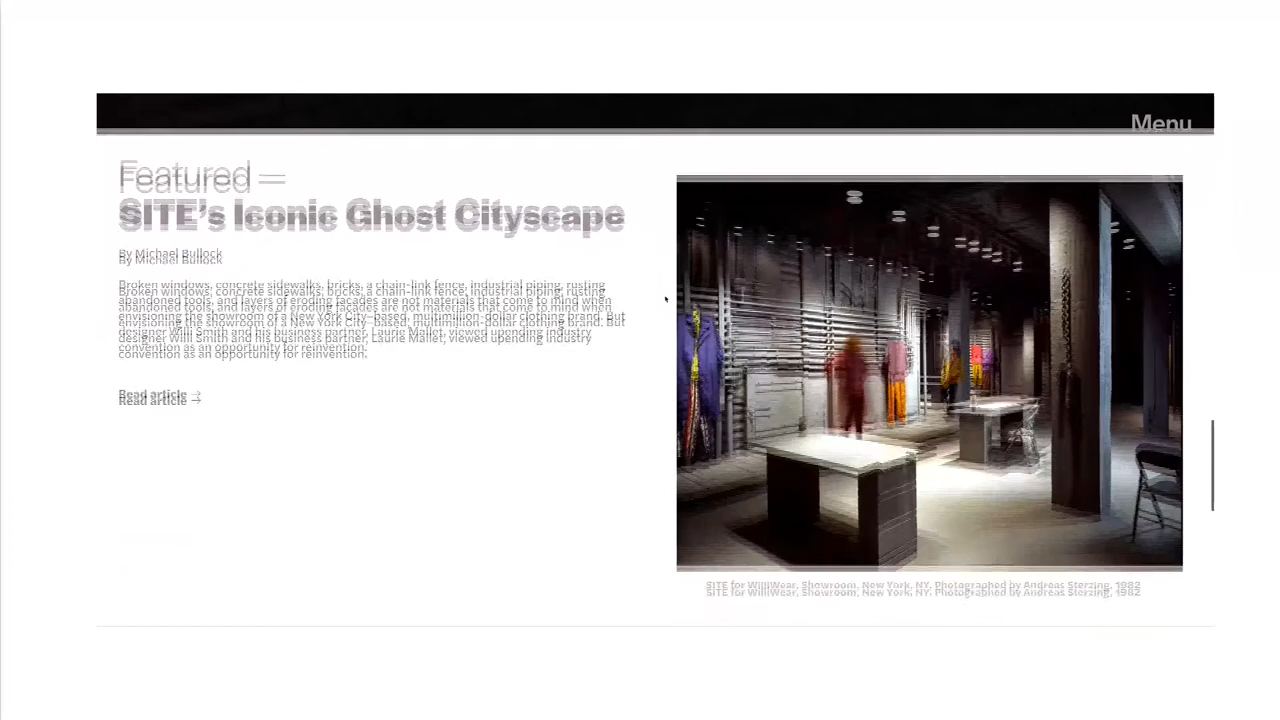 Menu
Featured —
SITE's Iconic Ghost Cityscape
By Michael Bullock
Broken windows, concrete sidewalks, bricks, a chain-link fence, industrial piping, rusting
abandoned tools, and layers of eroding facades are not materials that come to mind when
envisioning the showroom of a New York City–based, multimillion-dollar clothing brand. But
designer Willi Smith and his business partner, Laurie Mallet, viewed upending industry
convention as an opportunity for reinvention.
Read article →
SITE for WilliWear, Showroom, New York, NY. Photographed by Andreas Sterzing, 1982